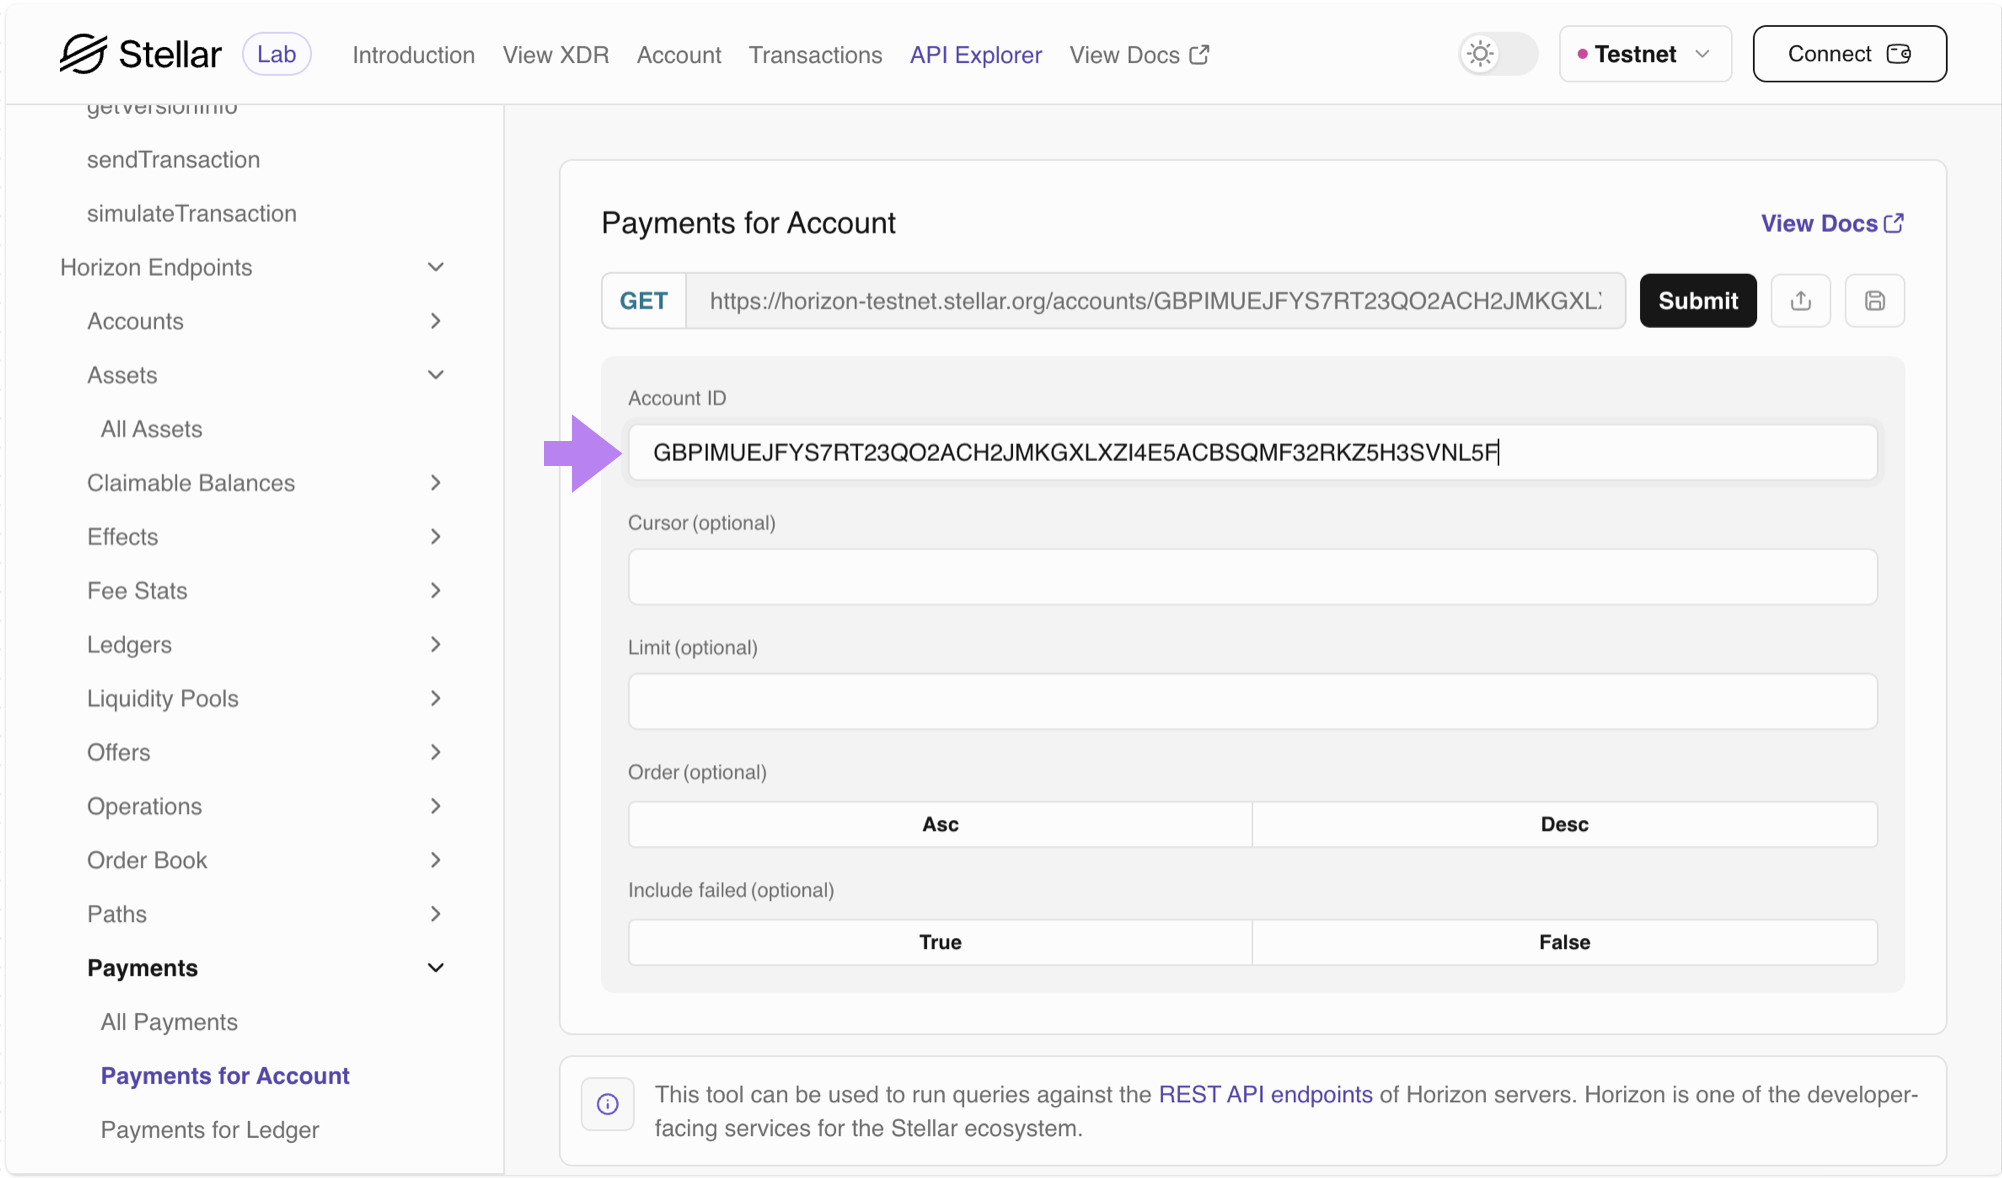 Stellar Lab Introduction View XDR Account Transactions API Explorer View Docs Testnet Connect
getVersionInfo
sendTransaction
simulateTransaction
Horizon Endpoints
Accounts
Assets
All Assets
Claimable Balances
Effects
Fee Stats
Ledgers
Liquidity Pools
Offers
Operations
Order Book
Paths
Payments
All Payments
Payments for Account
Payments for Ledger
Payments for Account
View Docs
GET https://horizon-testnet.stellar.org/accounts/GBPIMUEJFYS7RT23QO2ACH2JMKGXL Submit
Account ID
GBPIMUEJFYS7RT23QO2ACH2JMKGXLXZI4E5ACBSQMF32RKZ5H3SVNL5F
Cursor (optional)
Limit (optional)
Order (optional)
Asc Desc
Include failed (optional)
True False
This tool can be used to run queries against the REST API endpoints of Horizon servers. Horizon is one of the developer-
facing services for the Stellar ecosystem.